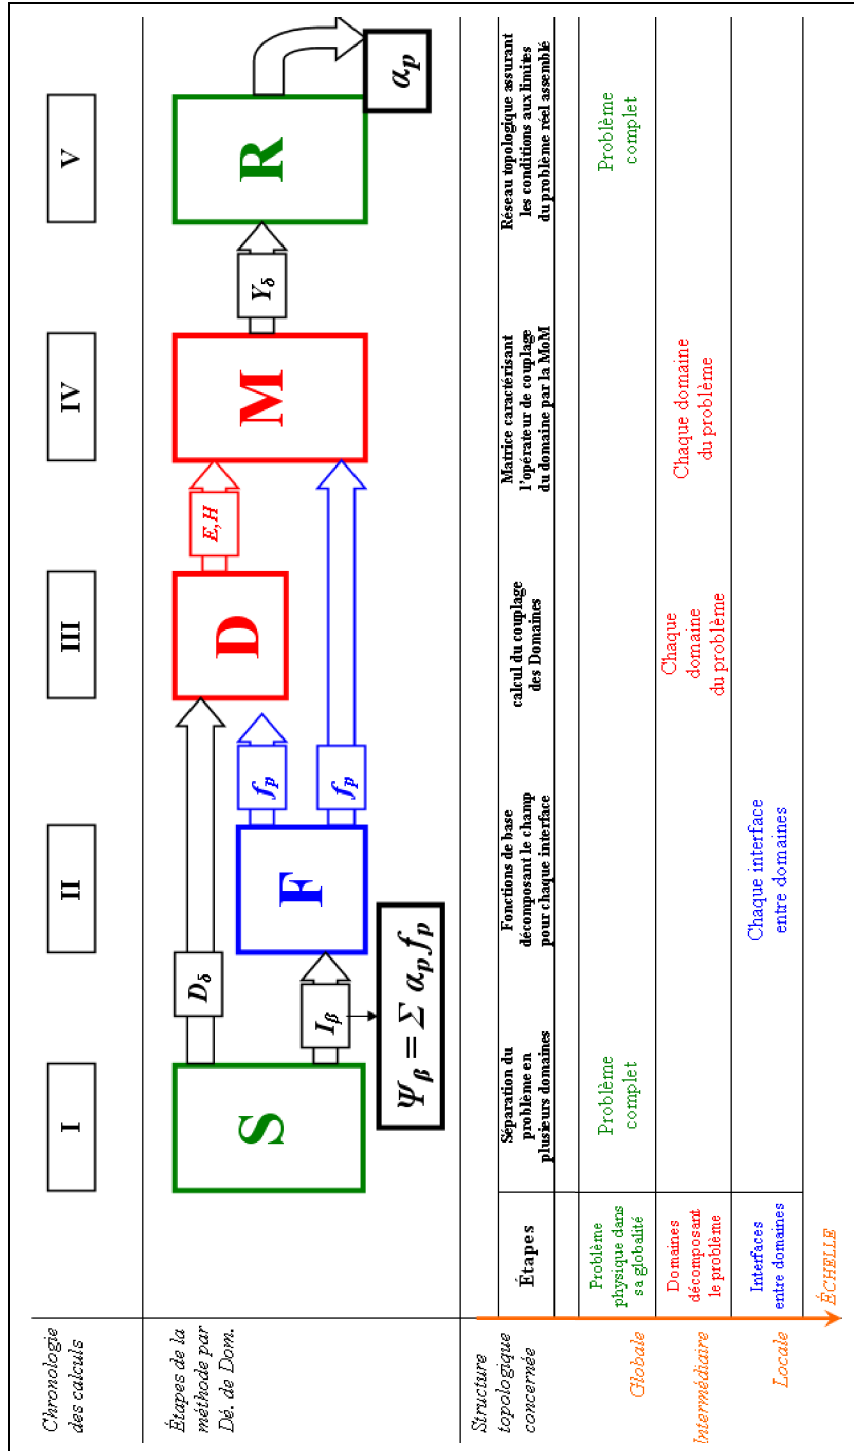 Chronologie
des calculs
I
II
III
IV
V
Étapes de la
méthode par
Dé. de Dom.
S
D_δ
I_β
Ψ_β = Σ α_p f_p
F
f_p
f_p
D
E,H
M
Y_δ
R
α_p
Structure
topologique
concernée
Étapes
Séparation du
problème en
plusieurs domaines
Fonctions de base
décomposant le champ
pour chaque interface
calcul du couplage
des Domaines
Matrice caractérisant
l'opérateur de couplage
du domaine par la MoM
Réseau topologique assurant
les conditions aux limites
du problème réel assemblé
Globale
Problème
physique dans
sa globalité
Problème
complet
Problème
complet
Intermédiaire
Domaines
décomposant
le problème
Chaque
domaine
du problème
Chaque domaine
du problème
Locale
Interfaces
entre domaines
Chaque interface
entre domaines
ÉCHELLE